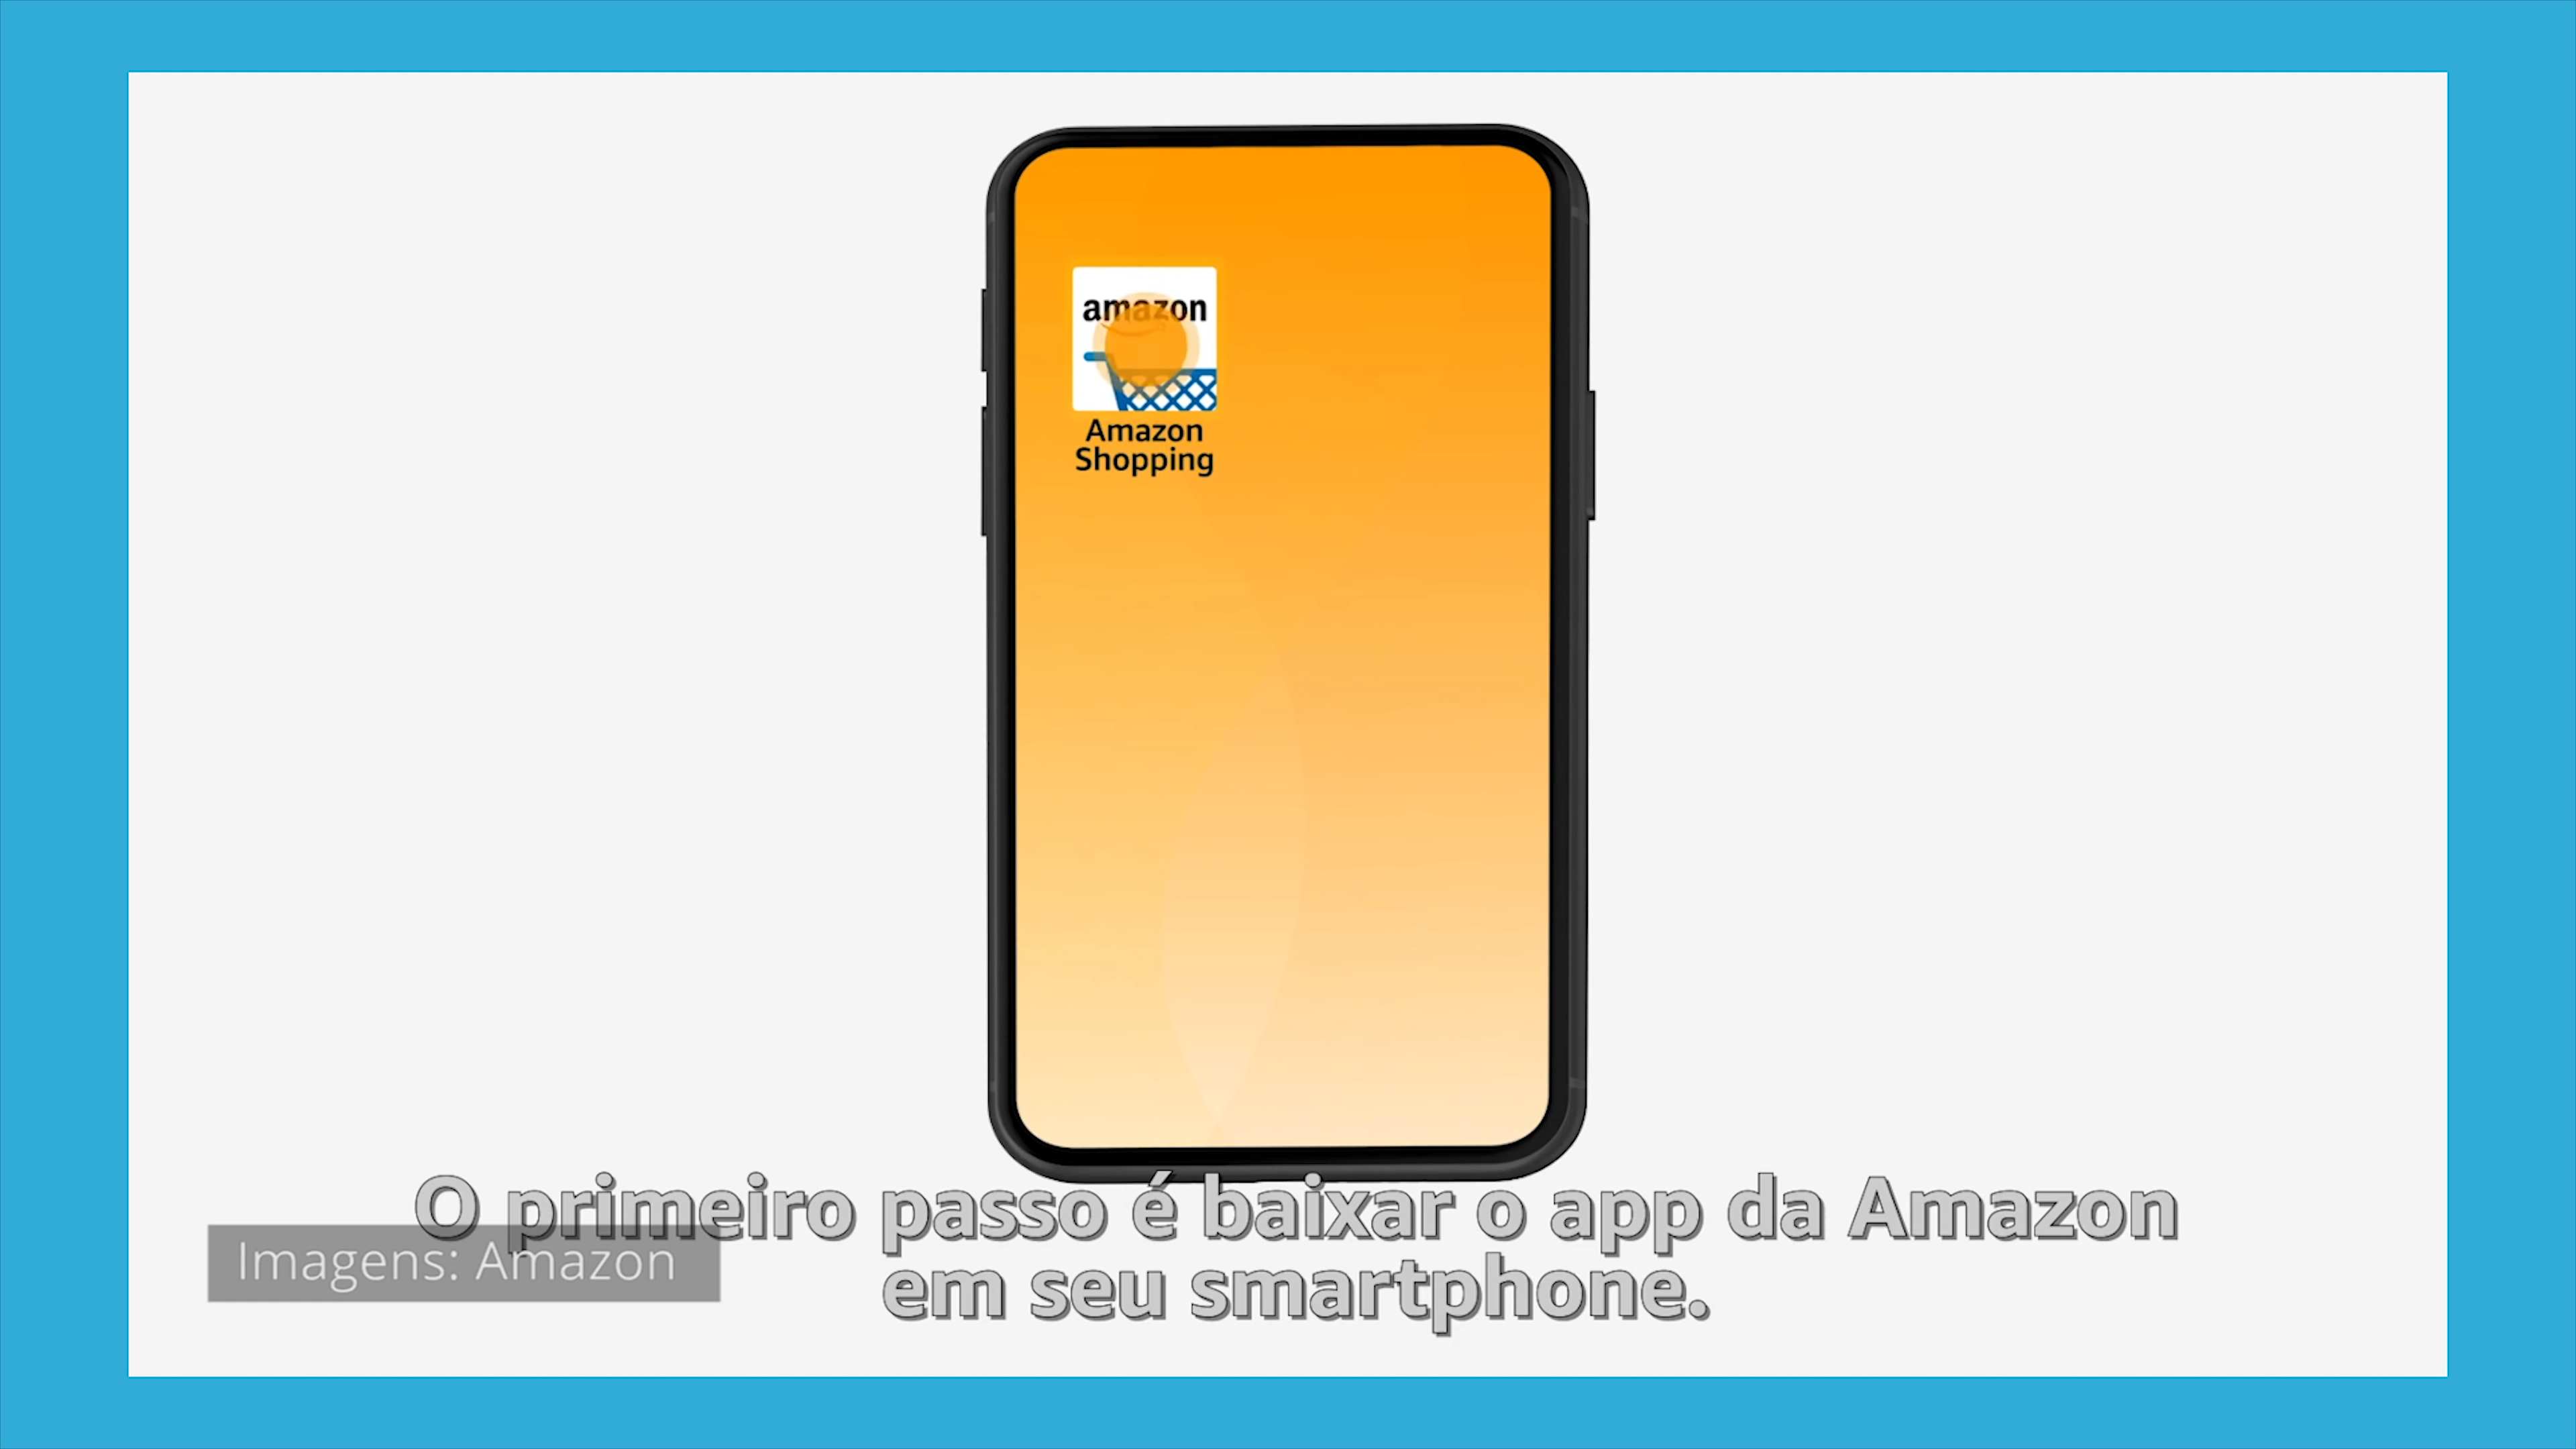 amazon
Amazon
Shopping
O primeiro passo é baixar o app da Amazon
em seu smartphone.
Imagens: Amazon